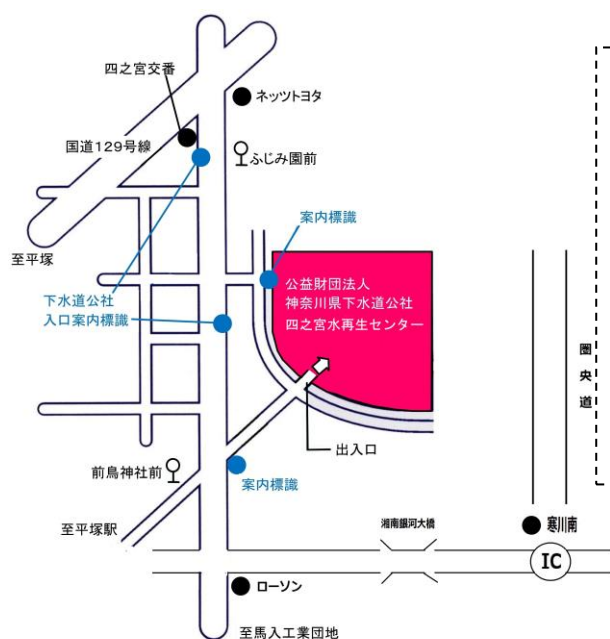 四之宮交番
ネッツトヨタ
国道129号線
ふじみ園前
至平塚
案内標識
公益財団法人
神奈川県下水道公社
四之宮水再生センター
下水道公社
入口案内標識
圏央道
出入口
前鳥神社前
案内標識
至平塚駅
湘南銀河大橋
寒川南
IC
ローソン
至馬入工業団地